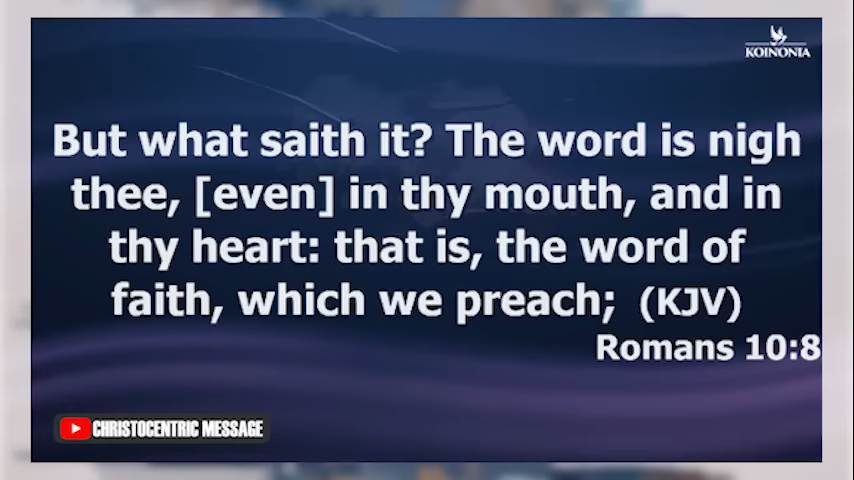 KOINONIA
But what saith it? The word is nigh
thee, [even] in thy mouth, and in
thy heart: that is, the word of
faith, which we preach; (KJV)
Romans 10:8
CHRISTOCENTRIC MESSAGE